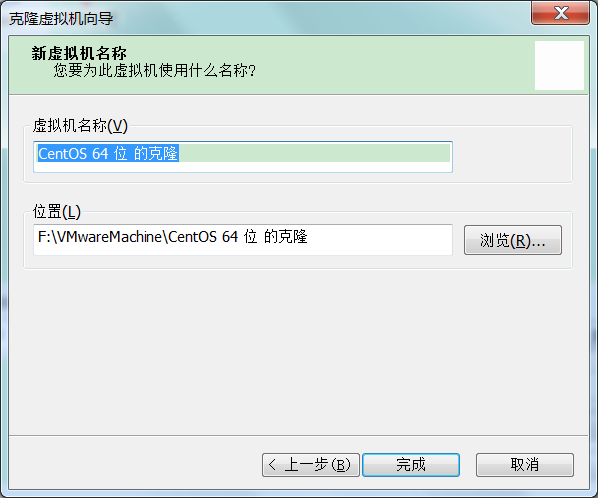 克隆虚拟机向导
新虚拟机名称
您要为此虚拟机使用什么名称?
虚拟机名称(V)
CentOS 64 位 的克隆
位置(L)
F:\VMwareMachine\CentOS 64 位 的克隆
浏览(R)...
< 上一步(B)
完成
取消